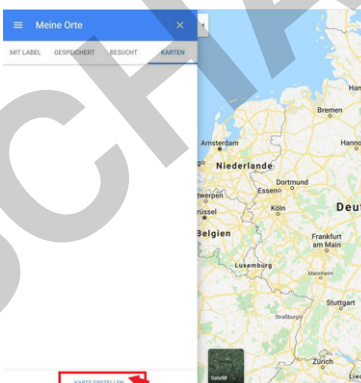 Meine Orte
MIT LABEL GESPEICHERT BESUCHT KARTEN
Bremen
Amsterdam
Niederlande
Dortmund
Essen
Köln
Belgien
Frankfurt
am Main
Luxemburg
Mannheim
Stuttgart
Straßburg
Zürich
Satellit
KARTE ERSTELLEN